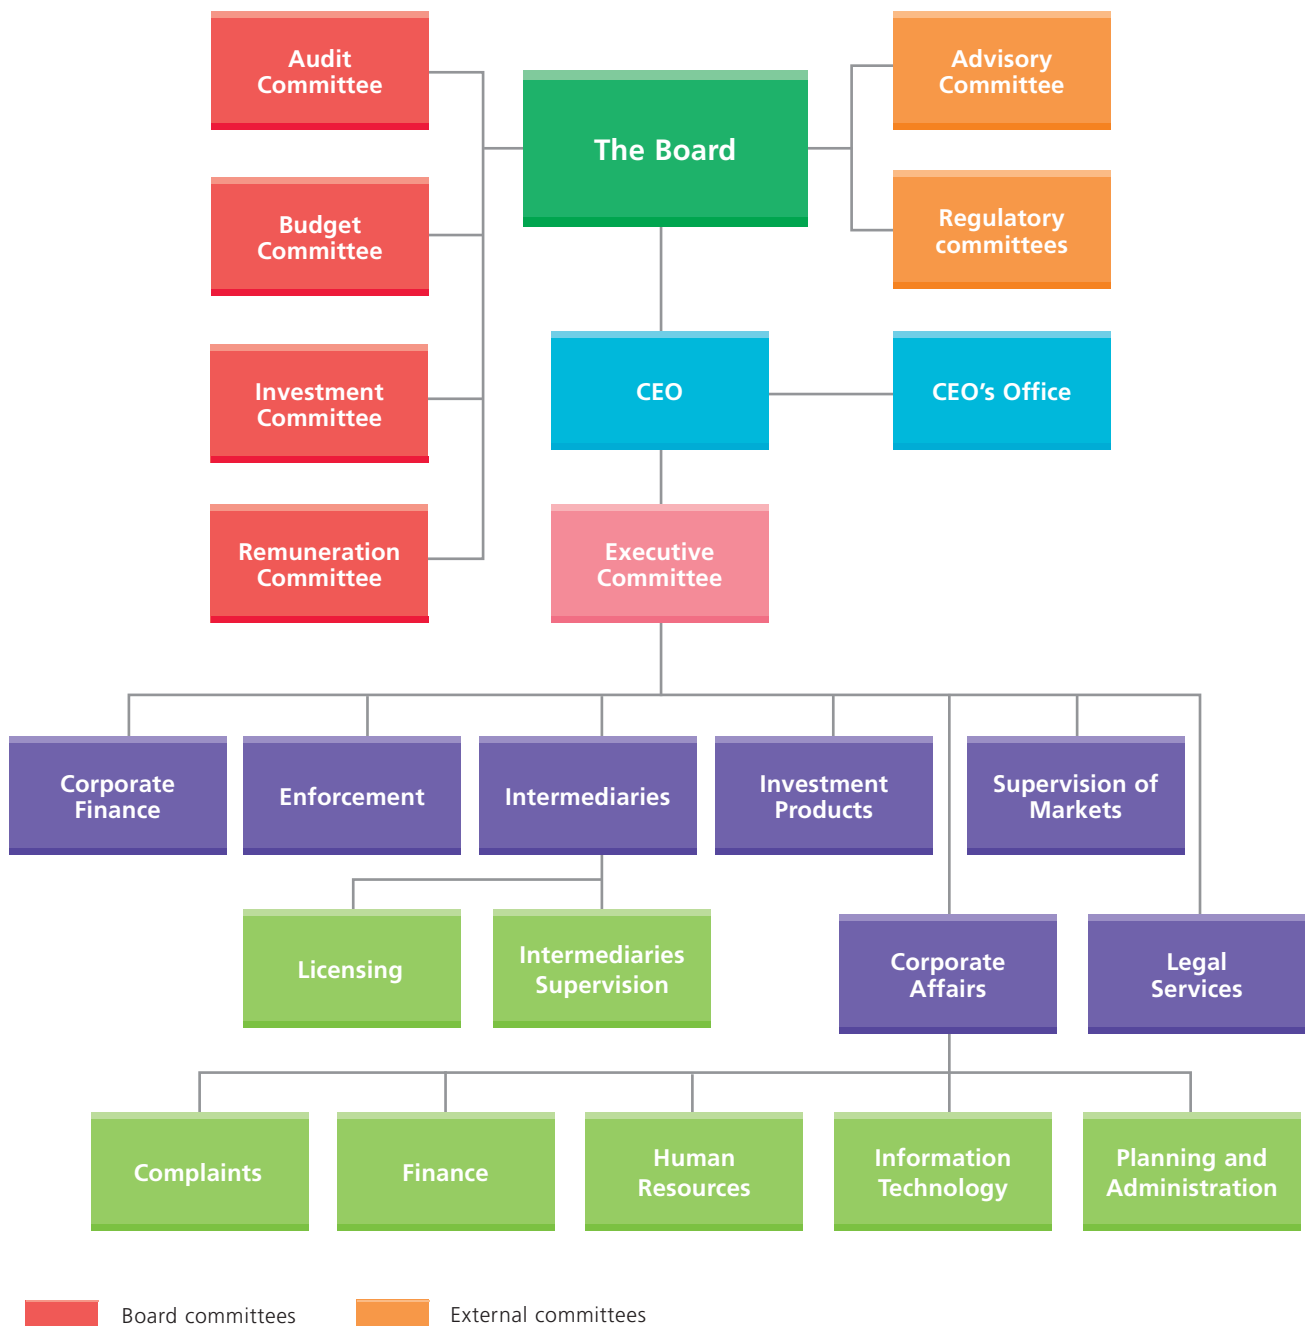 Audit
Committee
The Board
Advisory
Committee
Budget
Committee
Regulatory
committees
Investment
Committee
CEO
CEO’s Office
Remuneration
Committee
Executive
Committee
Corporate
Finance
Enforcement
Intermediaries
Investment
Products
Supervision of
Markets
Licensing
Intermediaries
Supervision
Corporate
Affairs
Legal
Services
Complaints
Finance
Human
Resources
Information
Technology
Planning and
Administration
Board committees
External committees